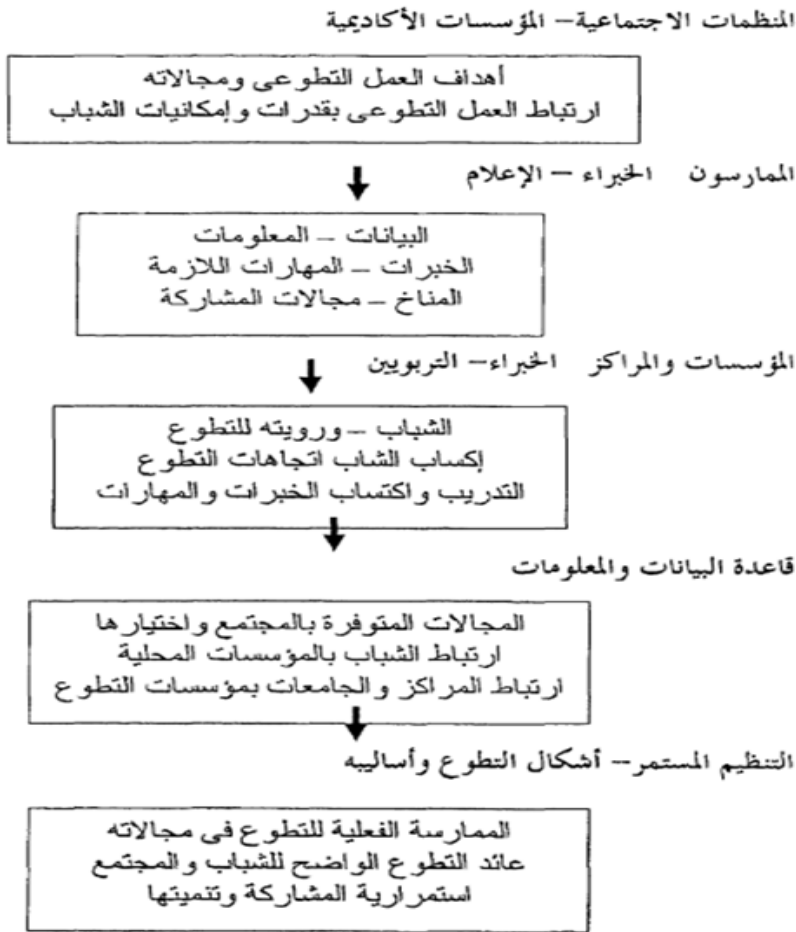 المنظمات الاجتماعية– المؤسسات الأكاديمية
أهداف العمل التطوعى ومجالاته
ارتباط العمل التطوعى بقدرات وإمكانيات الشباب
الممارسون الخبراء – الإعلام
البيانات – المعلومات
الخبرات – المهارات اللازمة
المناخ – مجالات المشاركة
المؤسسات والمراكز الخبراء– التربويين
الشباب – ورويته للتطوع
إكساب الشاب اتجاهات التطوع
التدريب واكتساب الخبرات والمهارات
قاعدة البيانات والمعلومات
المجالات المتوفرة بالمجتمع واختيارها
ارتباط الشباب بالمؤسسات المحلية
ارتباط المراكز والجامعات بمؤسسات التطوع
التنظيم المستمر– أشكال التطوع وأساليبه
الممارسة الفعلية للتطوع فى مجالاته
عائد التطوع الواضح للشباب والمجتمع
استمرارية المشاركة وتنميتها